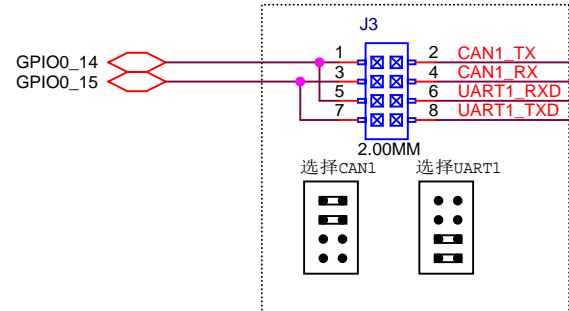 J3
GPIO0_14
GPIO0_15
1 2 CAN1_TX
3 4 CAN1_RX
5 6 UART1_RXD
7 8 UART1_TXD
2.00MM
选择CAN1 选择UART1